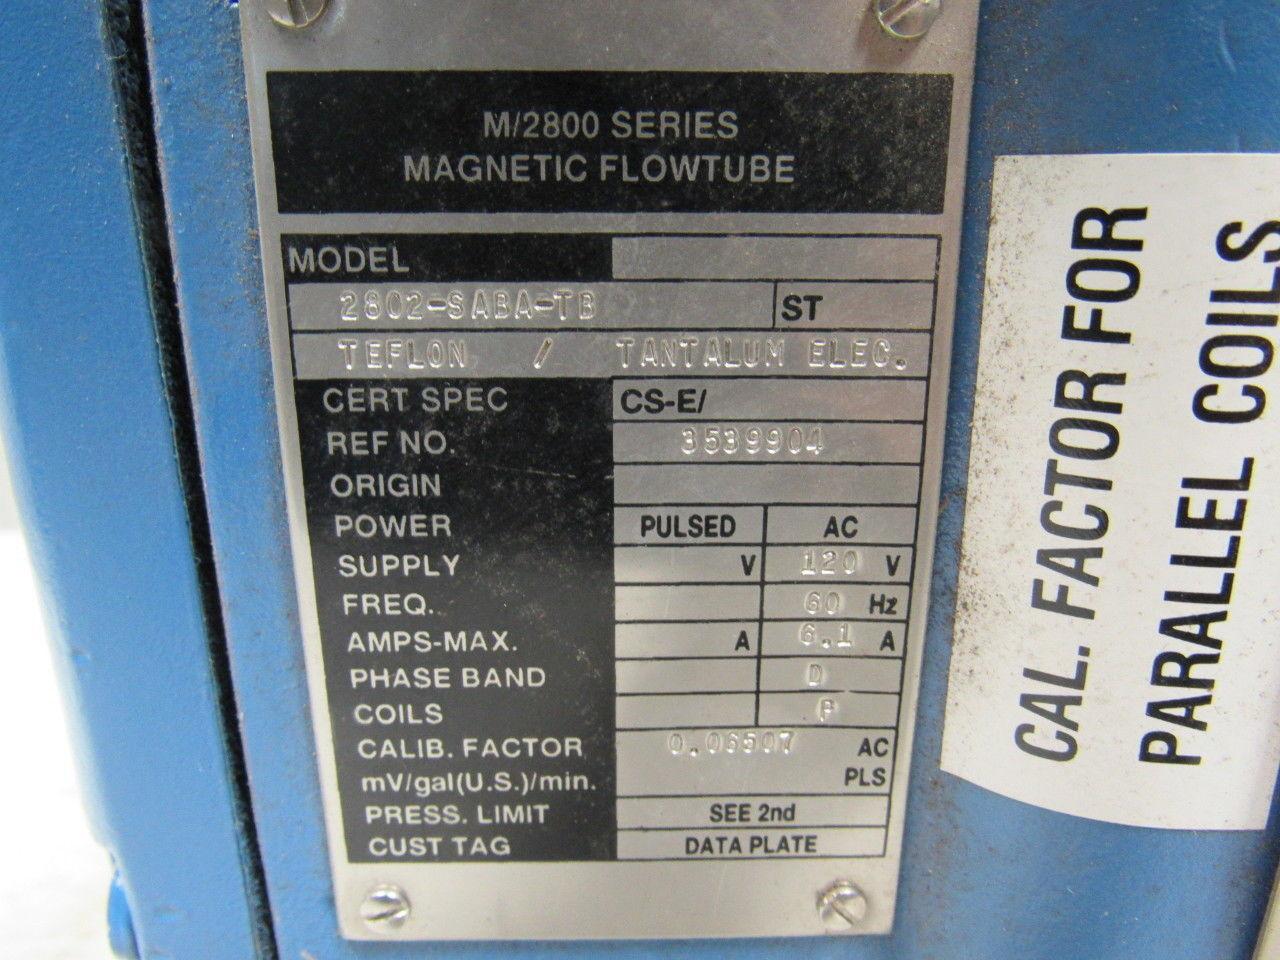 M/2800 SERIES
MAGNETIC FLOWTUBE
MODEL
2802-SABA-TB ST
TEFLON / TANTALUM ELEC.
CERT SPEC CS-E/
REF NO. 3539904
ORIGIN
POWER PULSED AC
SUPPLY V 120 V
FREQ. 60 Hz
AMPS-MAX. A 6.1 A
PHASE BAND D
COILS P
CALIB. FACTOR 0.06507 AC
mV/gal(U.S.)/min. PLS
PRESS. LIMIT SEE 2nd
CUST TAG DATA PLATE
CAL. FACTOR FOR
PARALLEL COILS